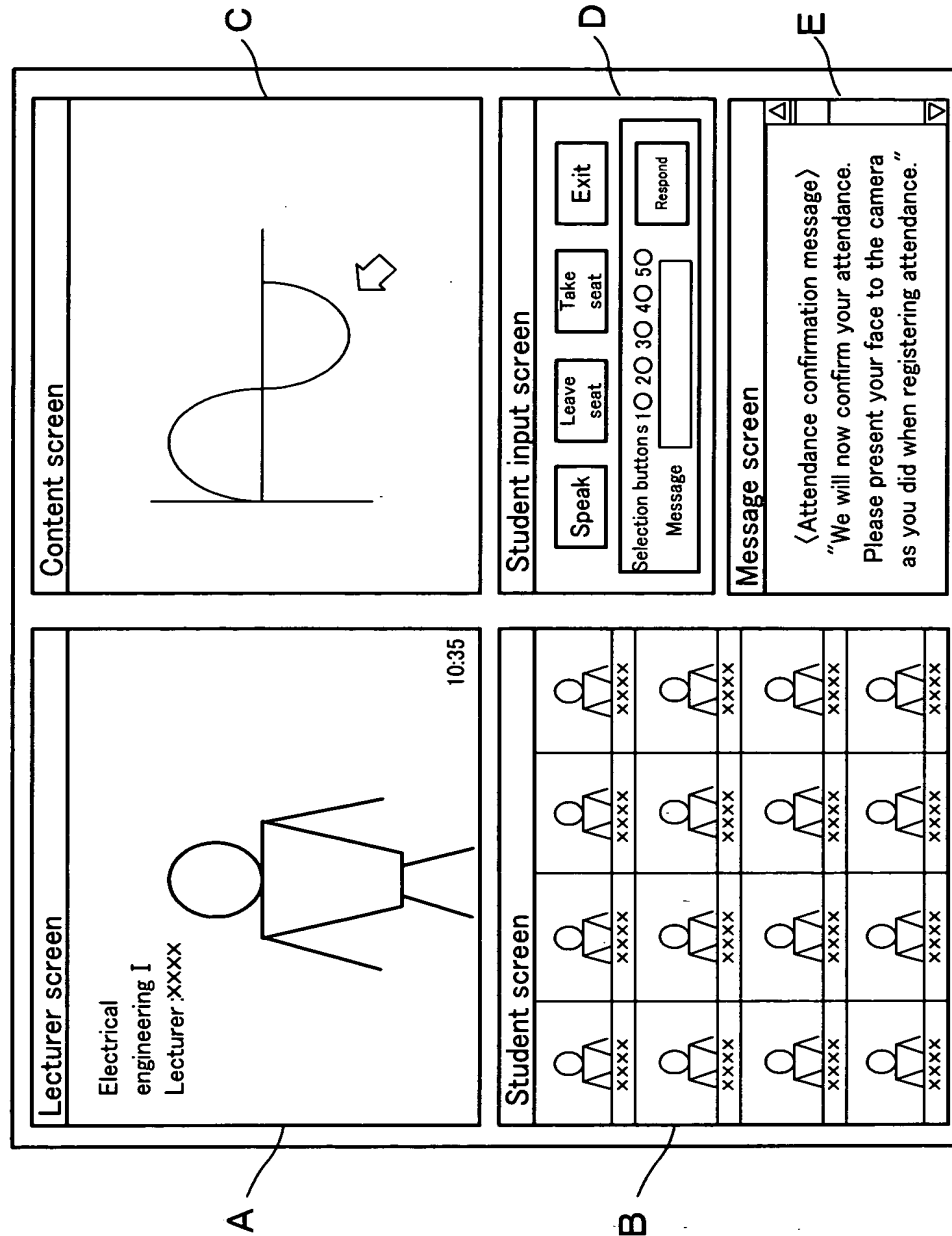 Lecturer screen
Electrical
engineering I
Lecturer :XXXX
10:35
A
Content screen
C
Student screen
xxxx xxxx xxxx xxxx
xxxx xxxx xxxx xxxx
xxxx xxxx xxxx xxxx
xxxx xxxx xxxx xxxx
B
Student input screen
Speak
Leave
seat
Take
seat
Exit
Selection buttons 1○ 2○ 3○ 4○ 5○
Message
Respond
D
Message screen
〈Attendance confirmation message〉
"We will now confirm your attendance.
Please present your face to the camera
as you did when registering attendance."
E